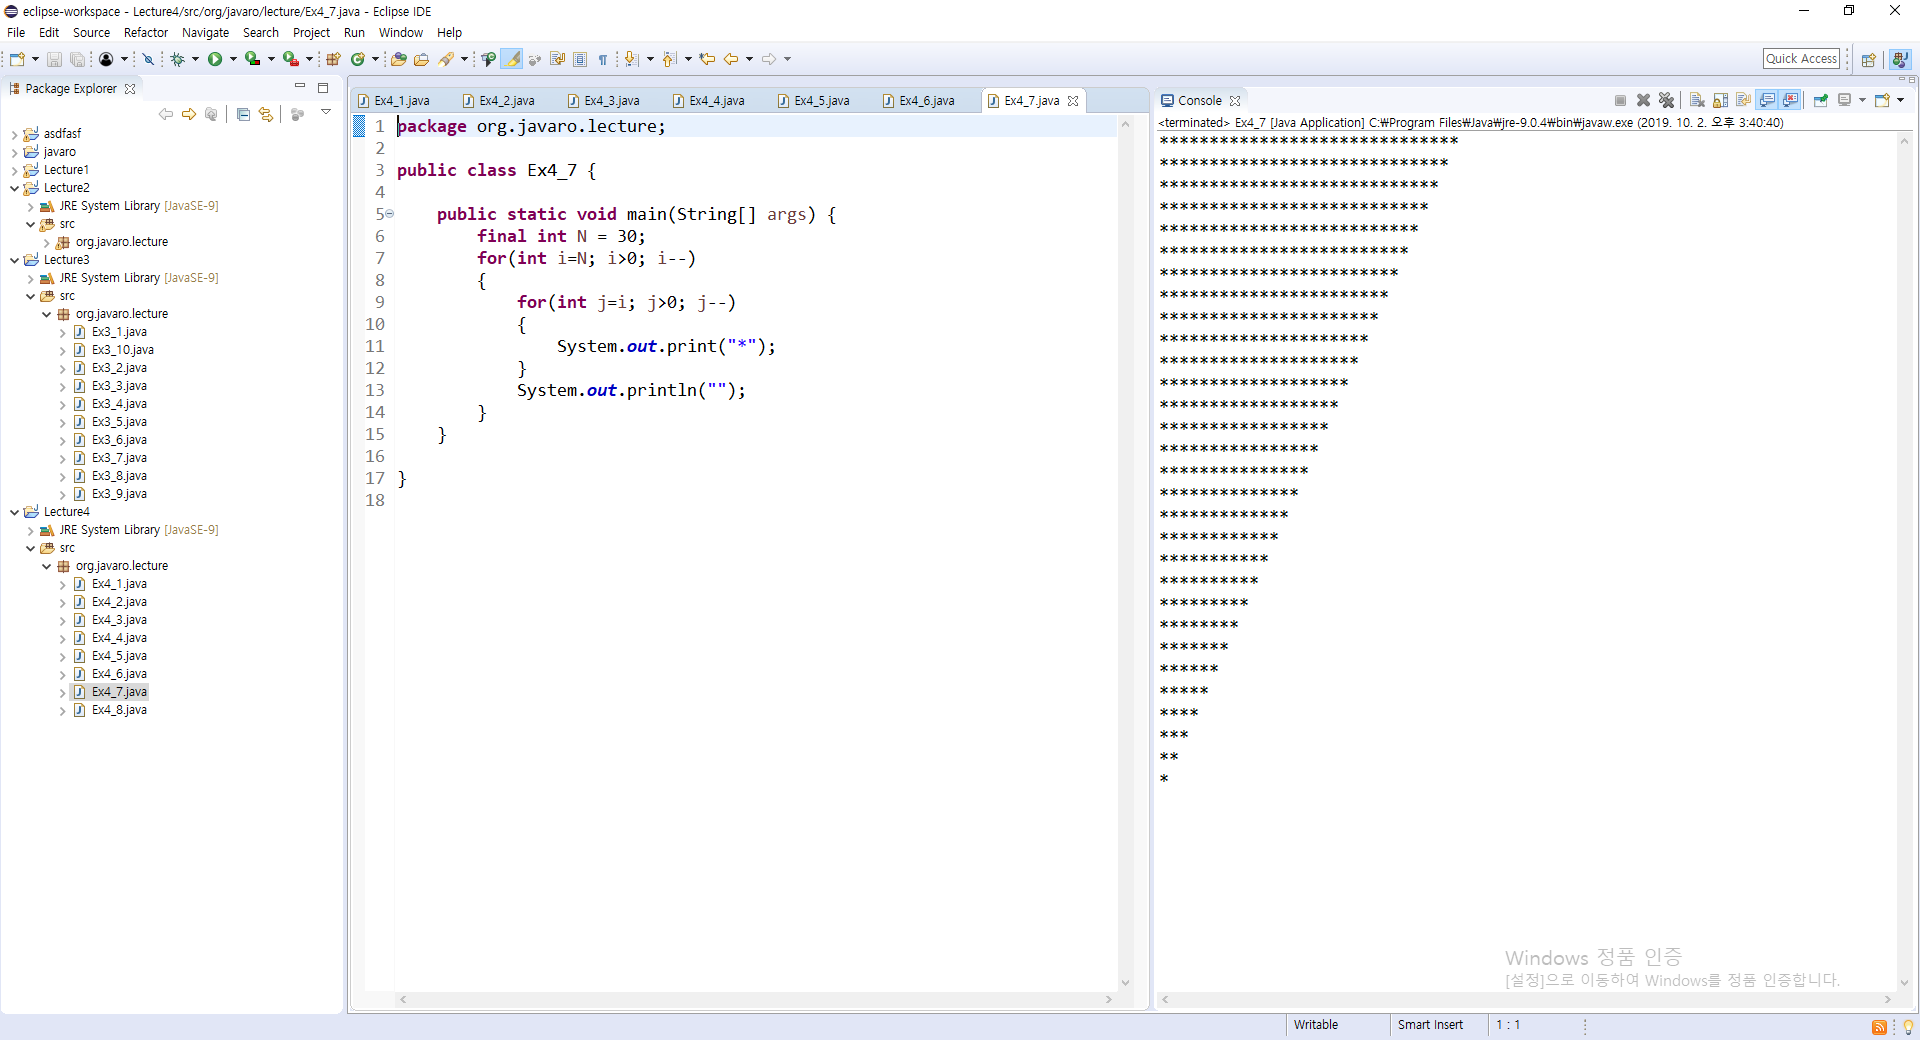 eclipse-workspace - Lecture4/src/org/javaro/lecture/Ex4_7.java - Eclipse IDE
File Edit Source Refactor Navigate Search Project Run Window Help
Quick Access
Package Explorer
asdfasf
javaro
Lecture1
Lecture2
JRE System Library [JavaSE-9]
src
org.javaro.lecture
Lecture3
JRE System Library [JavaSE-9]
src
org.javaro.lecture
Ex3_1.java
Ex3_10.java
Ex3_2.java
Ex3_3.java
Ex3_4.java
Ex3_5.java
Ex3_6.java
Ex3_7.java
Ex3_8.java
Ex3_9.java
Lecture4
JRE System Library [JavaSE-9]
src
org.javaro.lecture
Ex4_1.java
Ex4_2.java
Ex4_3.java
Ex4_4.java
Ex4_5.java
Ex4_6.java
Ex4_7.java
Ex4_8.java
Ex4_1.java Ex4_2.java Ex4_3.java Ex4_4.java Ex4_5.java Ex4_6.java Ex4_7.java
1 package org.javaro.lecture;
2
3 public class Ex4_7 {
4
5 public static void main(String[] args) {
6 final int N = 30;
7 for(int i=N; i>0; i--)
8 {
9 for(int j=i; j>0; j--)
10 {
11 System.out.print("*");
12 }
13 System.out.println("");
14 }
15 }
16
17 }
18
Console
<terminated> Ex4_7 [Java Application] C:₩Program Files₩Java₩jre-9.0.4₩bin₩javaw.exe (2019. 10. 2. 오후 3:40:40)
******************************
*****************************
****************************
***************************
**************************
*************************
************************
***********************
**********************
*********************
********************
*******************
******************
*****************
****************
***************
**************
*************
************
***********
**********
*********
********
*******
******
*****
****
***
**
*
Windows 정품 인증
[설정]으로 이동하여 Windows를 정품 인증합니다.
Writable Smart Insert 1 : 1